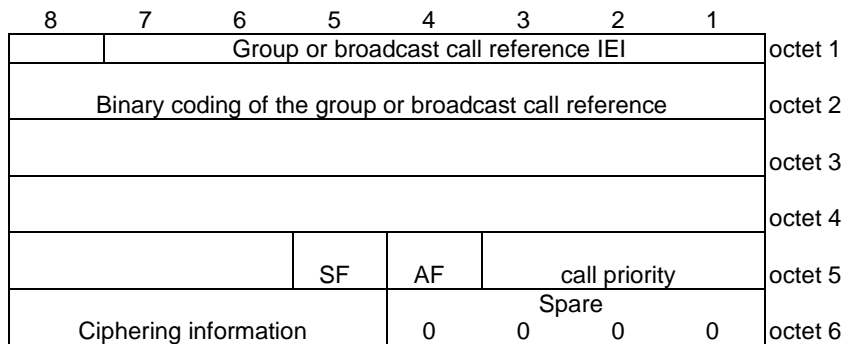 8 7 6 5 4 3 2 1
Group or broadcast call reference IEI octet 1
Binary coding of the group or broadcast call reference octet 2
octet 3
octet 4
SF AF call priority octet 5
Spare
Ciphering information 0 0 0 0 octet 6